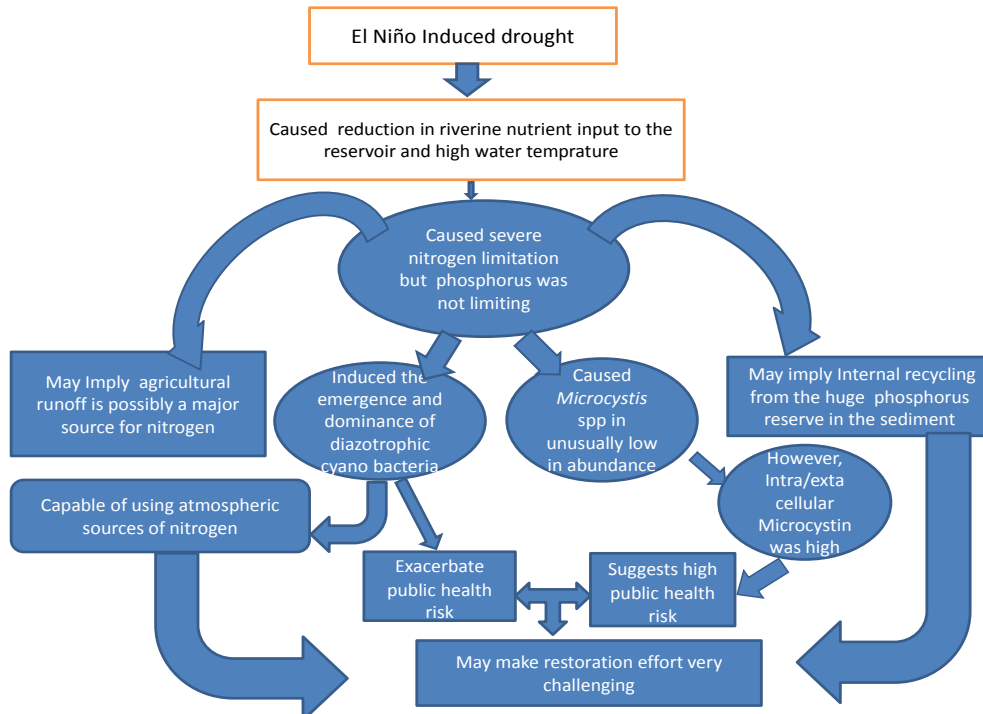 El Niño Induced drought
Caused reduction in riverine nutrient input to the
reservoir and high water temprature
Caused severe
nitrogen limitation
but phosphorus was
not limiting
May Imply agricultural
runoff is possibly a major
source for nitrogen
Induced the
emergence and
dominance of
diazotrophic
cyano bacteria
Caused
Microcystis
spp in
unusually low
in abundance
May imply Internal recycling
from the huge phosphorus
reserve in the sediment
However,
Intra/exta
cellular
Microcystin
was high
Capable of using atmospheric
sources of nitrogen
Exacerbate
public health
risk
Suggests high
public health
risk
May make restoration effort very
challenging